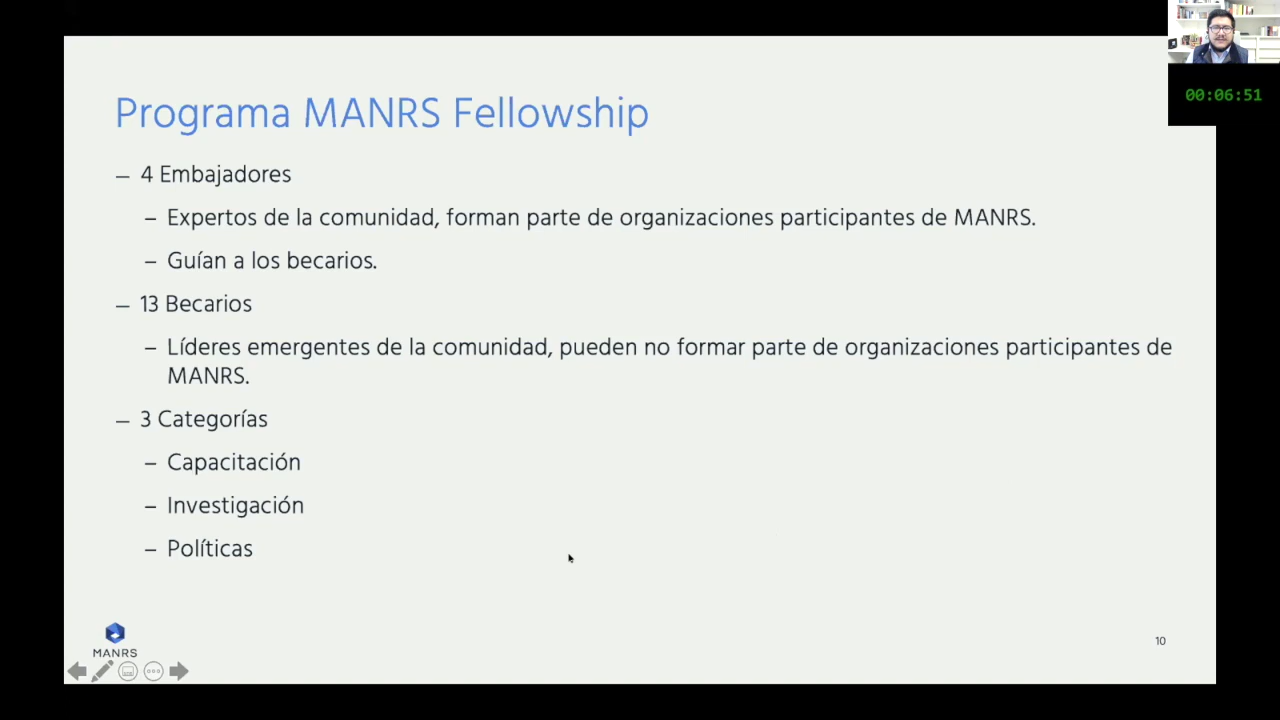 00:06:51
Programa MANRS Fellowship
– 4 Embajadores
– Expertos de la comunidad, forman parte de organizaciones participantes de MANRS.
– Guían a los becarios.
– 13 Becarios
– Líderes emergentes de la comunidad, pueden no formar parte de organizaciones participantes de
MANRS.
– 3 Categorías
– Capacitación
– Investigación
– Políticas
MANRS
10